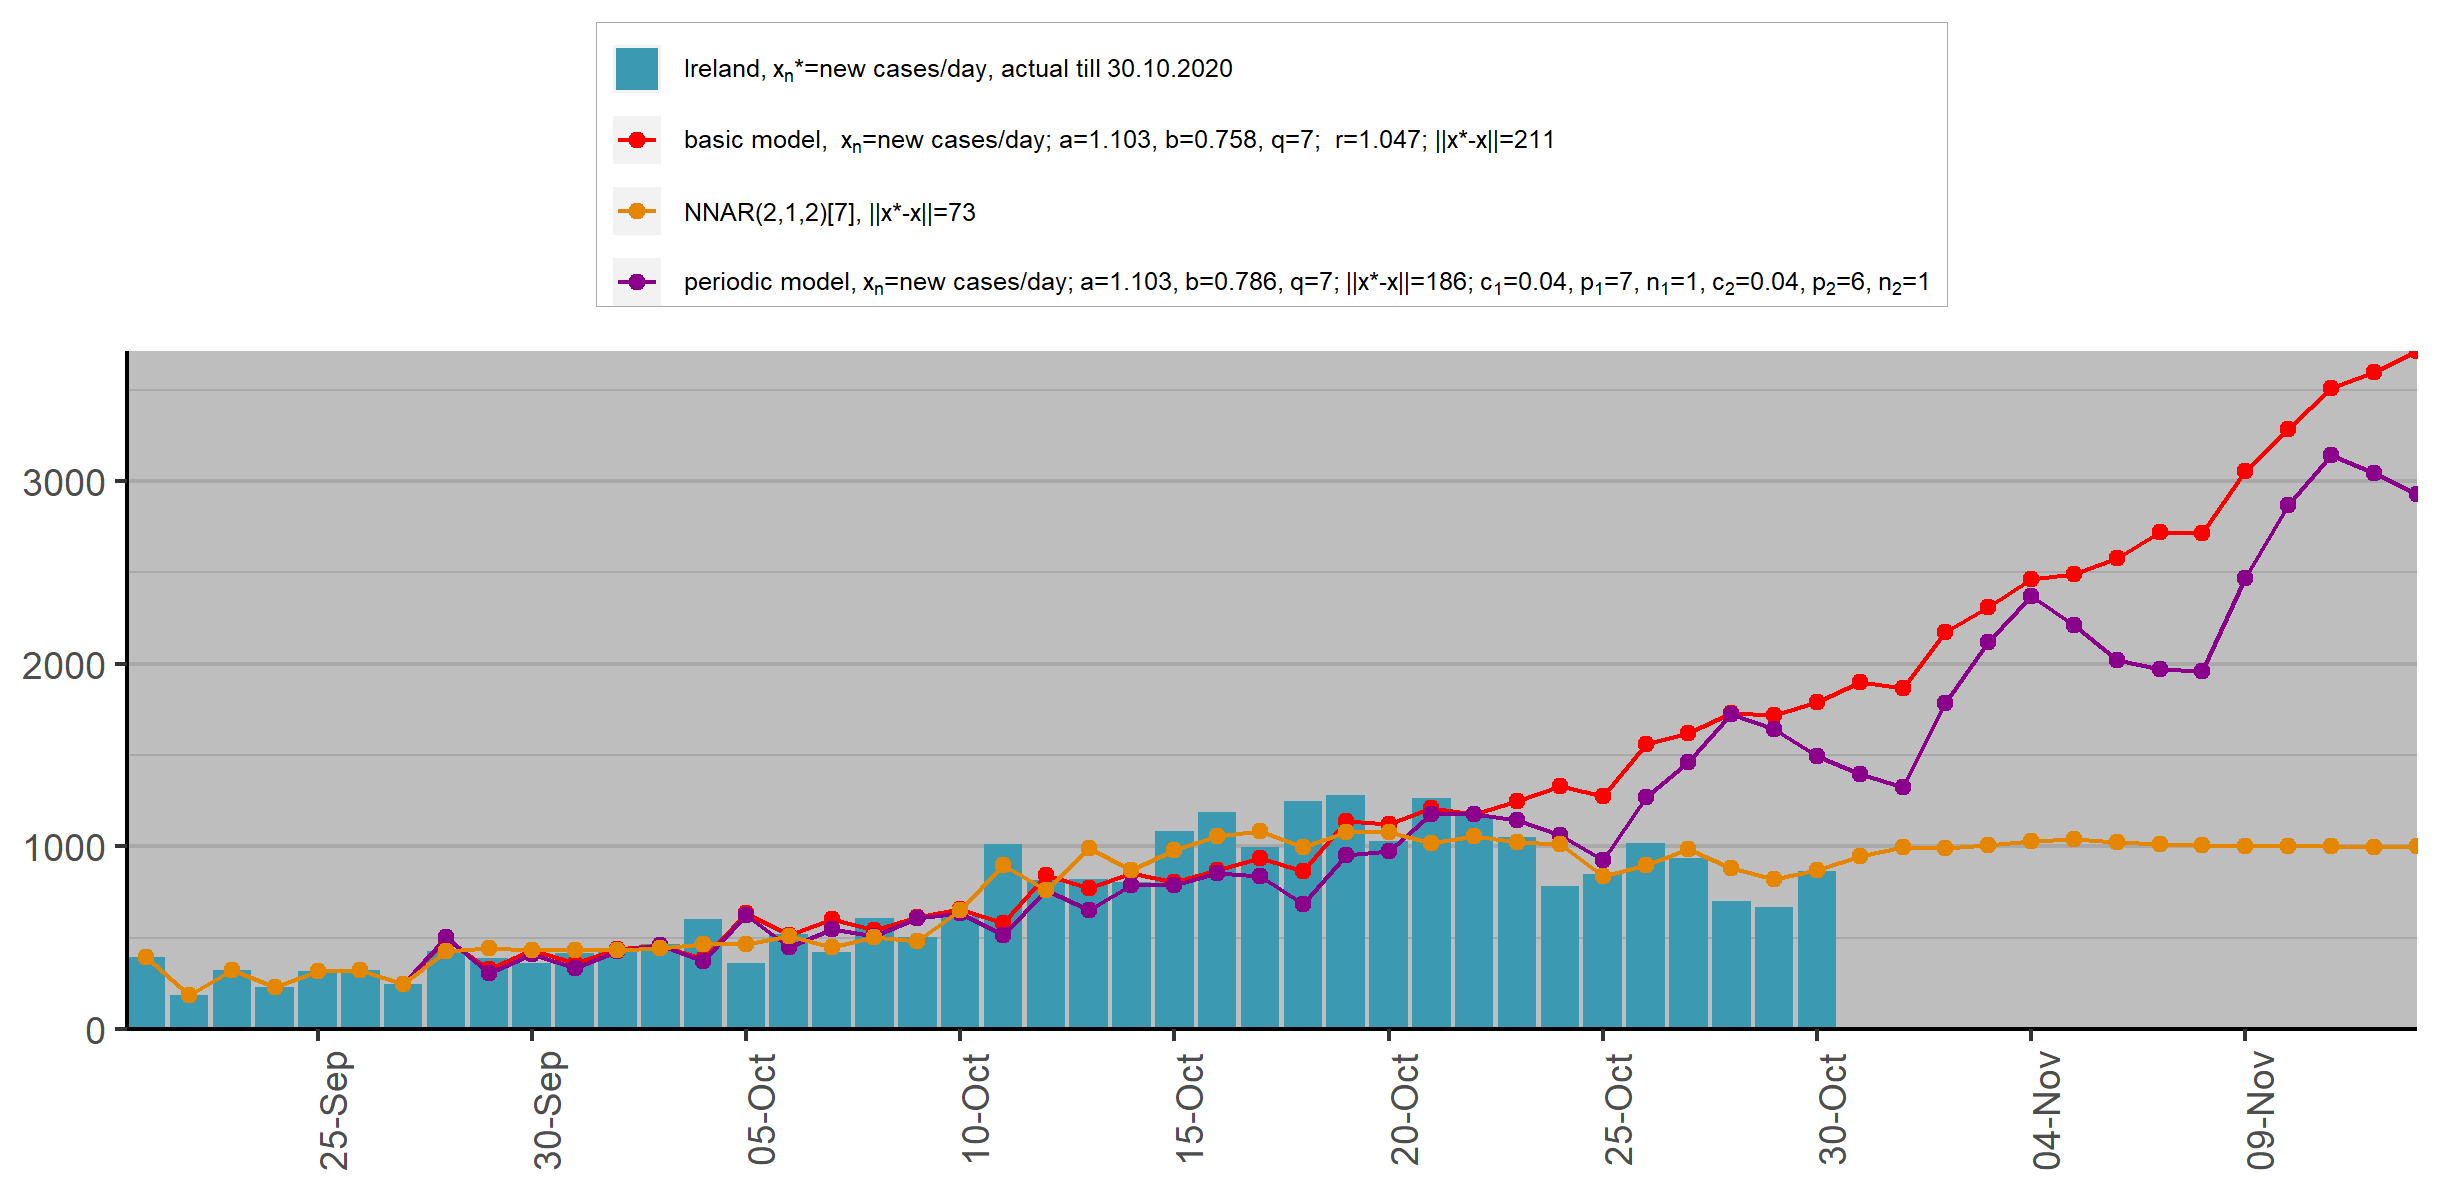 Ireland, xn*=new cases/day, actual till 30.10.2020
basic model,  xn=new cases/day; a=1.103, b=0.758, q=7;  r=1.047; ||x*-x||=211
NNAR(2,1,2)[7], ||x*-x||=73
periodic model, xn=new cases/day; a=1.103, b=0.786, q=7; ||x*-x||=186; c1=0.04, p1=7, n1=1, c2=0.04, p2=6, n2=1
3000
2000
1000
0
25-Sep
30-Sep
05-Oct
10-Oct
15-Oct
20-Oct
25-Oct
30-Oct
04-Nov
09-Nov